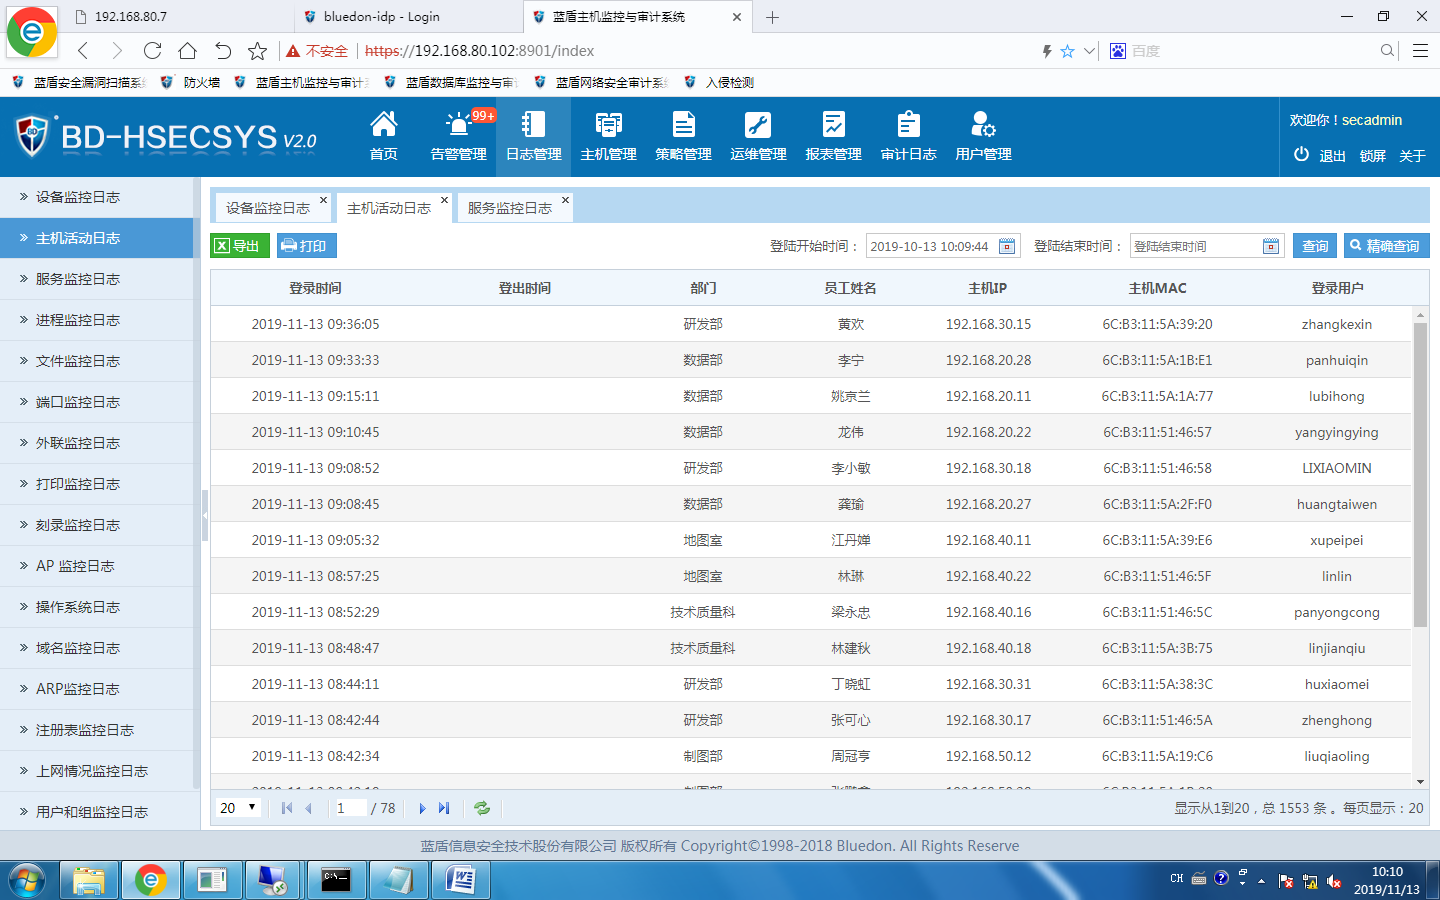 192.168.80.7
bluedon-idp - Login
蓝盾主机监控与审计系统
不安全
https://192.168.80.102:8901/index
百度
蓝盾安全漏洞扫描系
防火墙
蓝盾主机监控与审计
蓝盾数据库监控与审
蓝盾网络安全审计系
入侵检测
BD
BD-HSECSYS V2.0
首页
告警管理
99+
日志管理
主机管理
策略管理
运维管理
报表管理
审计日志
用户管理
欢迎你！secadmin
退出 锁屏 关于
设备监控日志
主机活动日志
服务监控日志
进程监控日志
文件监控日志
端口监控日志
外联监控日志
打印监控日志
刻录监控日志
AP 监控日志
操作系统日志
域名监控日志
ARP监控日志
注册表监控日志
上网情况监控日志
用户和组监控日志
设备监控日志 主机活动日志 服务监控日志
导出 打印 登陆开始时间： 2019-10-13 10:09:44 登陆结束时间： 登陆结束时间 查询 精确查询
登录时间 登出时间 部门 员工姓名 主机IP 主机MAC 登录用户
2019-11-13 09:36:05 研发部 黄欢 192.168.30.15 6C:B3:11:5A:39:20 zhangkexin
2019-11-13 09:33:33 数据部 李宁 192.168.20.28 6C:B3:11:5A:1B:E1 panhuiqin
2019-11-13 09:15:11 数据部 姚京兰 192.168.20.11 6C:B3:11:5A:1A:77 lubihong
2019-11-13 09:10:45 数据部 龙伟 192.168.20.22 6C:B3:11:51:46:57 yangyingying
2019-11-13 09:08:52 研发部 李小敏 192.168.30.18 6C:B3:11:51:46:58 LIXIAOMIN
2019-11-13 09:08:45 数据部 龚瑜 192.168.20.27 6C:B3:11:5A:2F:F0 huangtaiwen
2019-11-13 09:05:32 地图室 江丹婵 192.168.40.11 6C:B3:11:5A:39:E6 xupeipei
2019-11-13 08:57:25 地图室 林琳 192.168.40.22 6C:B3:11:51:46:5F linlin
2019-11-13 08:52:29 技术质量科 梁永忠 192.168.40.16 6C:B3:11:51:46:5C panyongcong
2019-11-13 08:48:47 技术质量科 林建秋 192.168.40.18 6C:B3:11:5A:3B:75 linjianqiu
2019-11-13 08:44:11 研发部 丁晓虹 192.168.30.31 6C:B3:11:5A:38:3C huxiaomei
2019-11-13 08:42:44 研发部 张可心 192.168.30.17 6C:B3:11:51:46:5A zhenghong
2019-11-13 08:42:34 制图部 周冠亨 192.168.50.12 6C:B3:11:5A:19:C6 liuqiaoling
20 1 / 78 显示从1到20，总 1553 条 。每页显示：20
蓝盾信息安全技术股份有限公司 版权所有 Copyright©1998-2018 Bluedon. All Rights Reserve
CH
10:10
2019/11/13